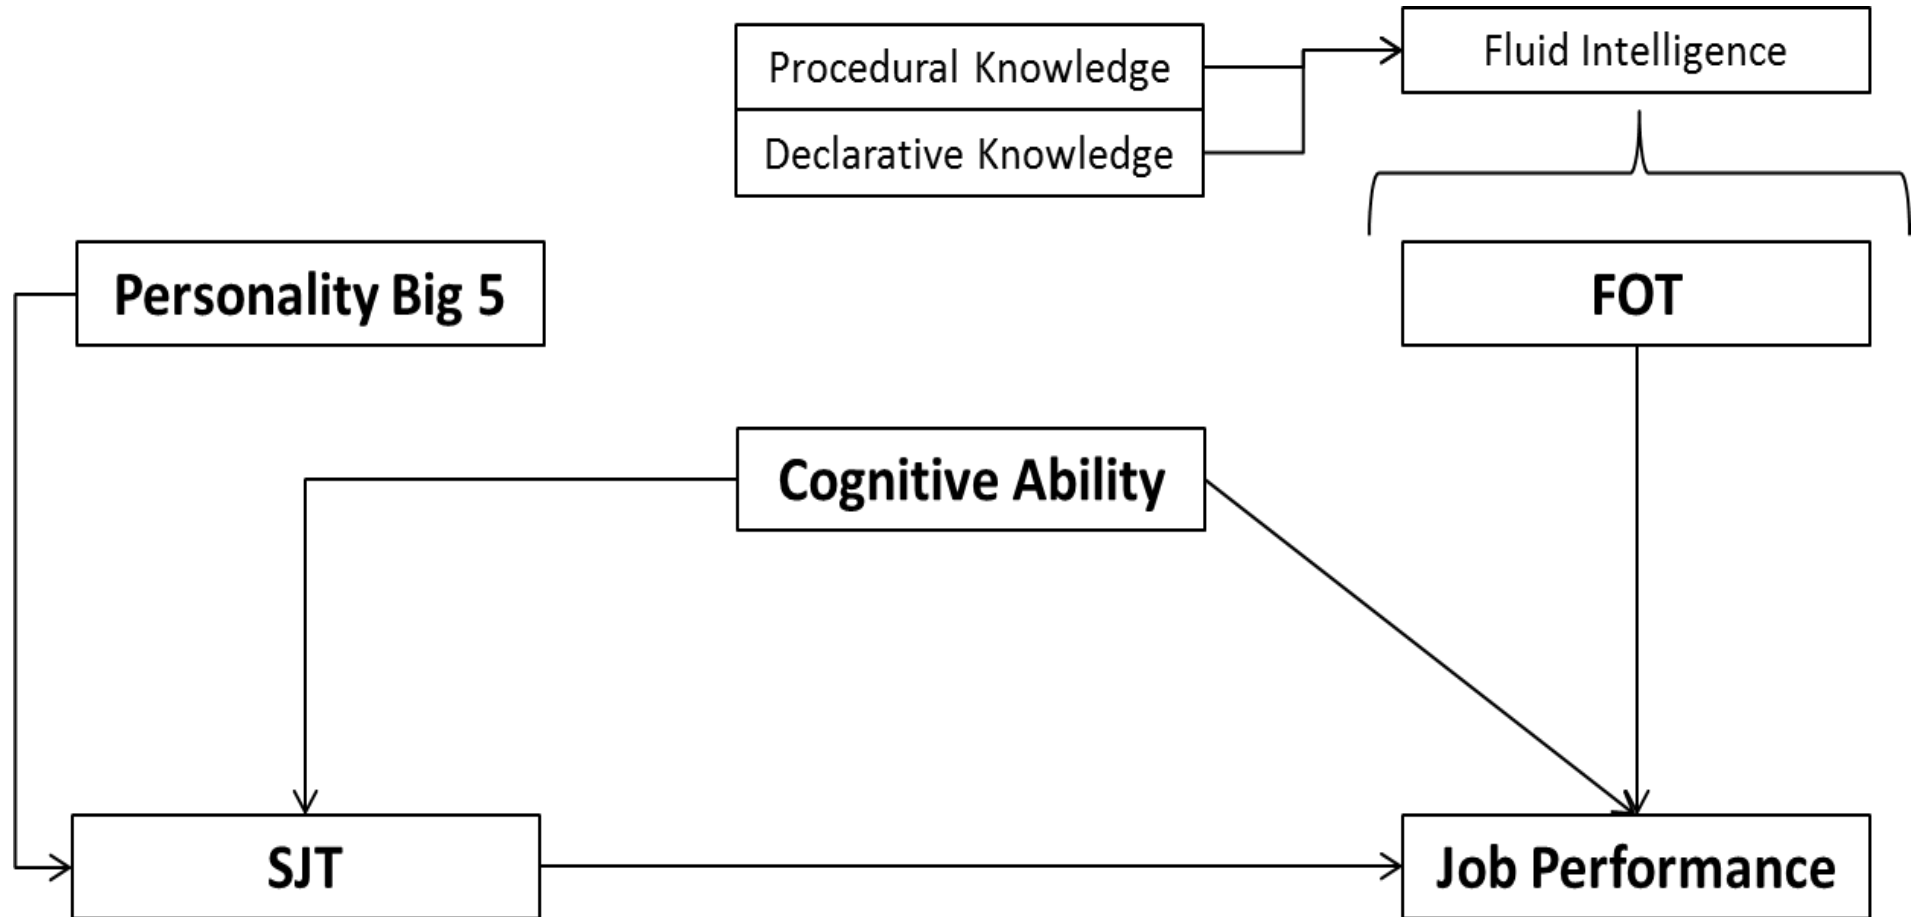 Procedural Knowledge
Fluid Intelligence
Declarative Knowledge
Personality Big 5
FOT
Cognitive Ability
SJT
Job Performance